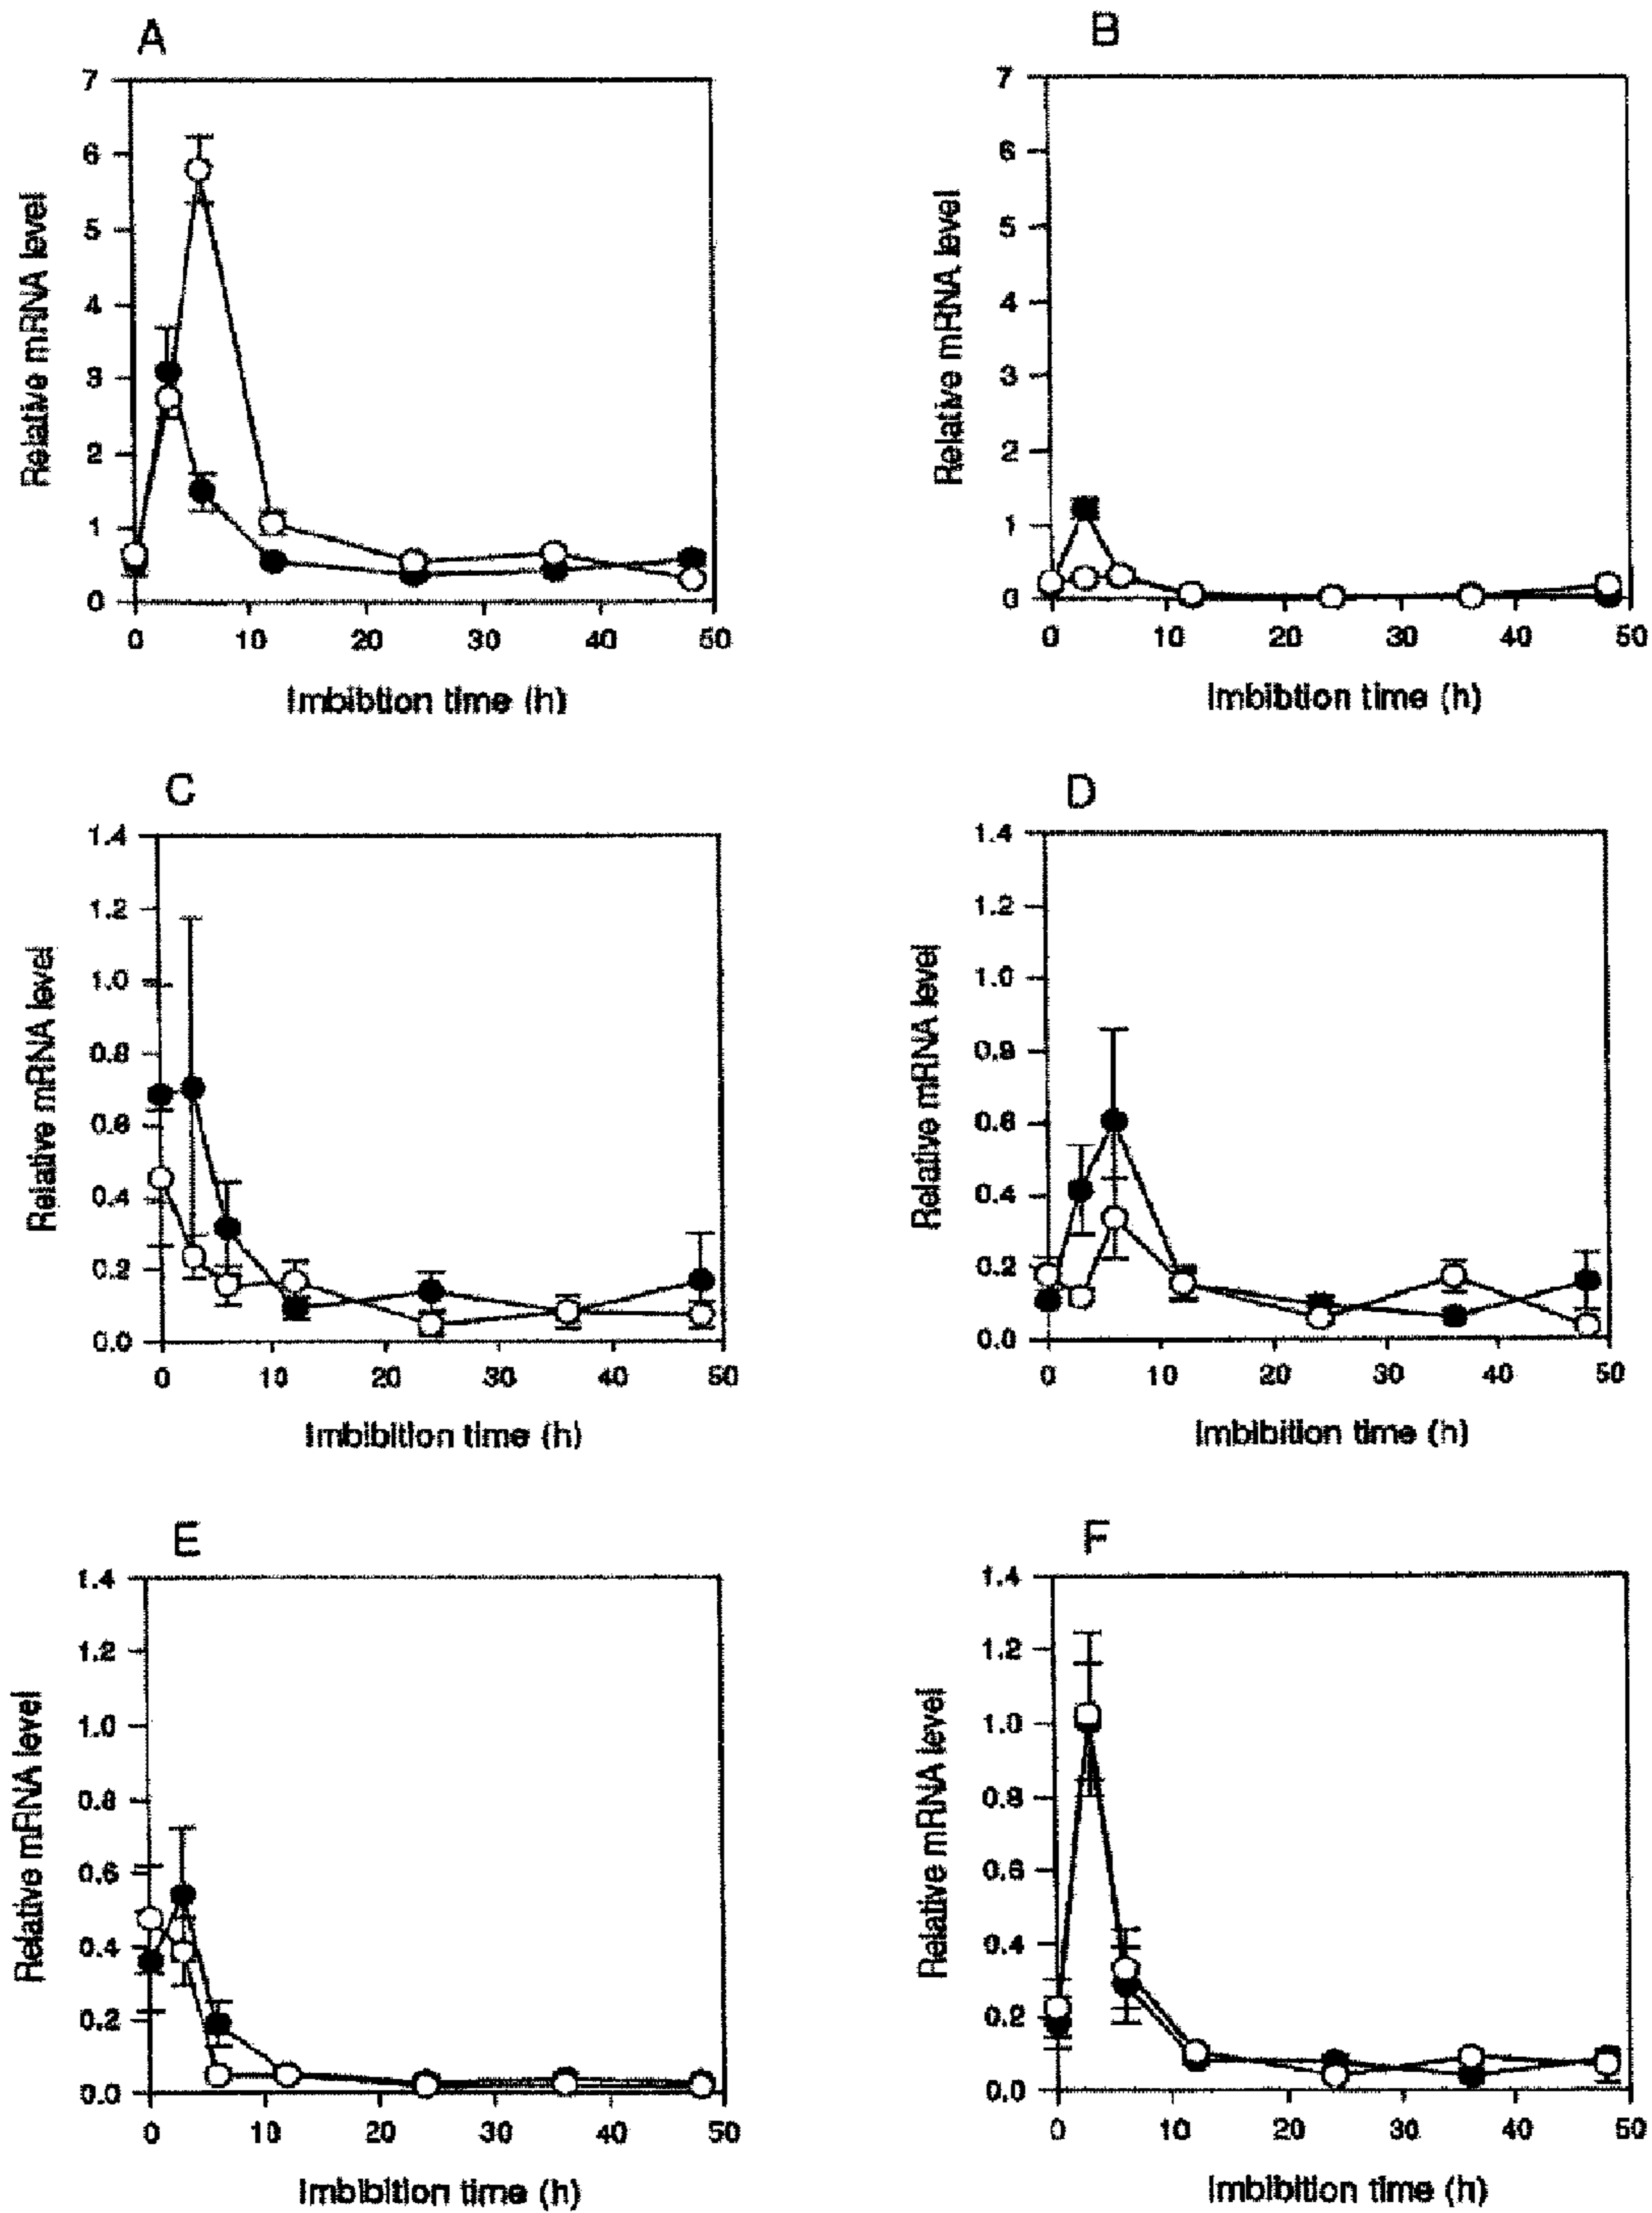 A
B
Relative mRNA level
7
6
5
4
3
2
1
0
0 10 20 30 40 50
Imbibtion time (h)
Relative mRNA level
7
6
5
4
3
2
1
0
0 10 20 30 40 50
Imbibtion time (h)
C
D
Relative mRNA level
1.4
1.2
1.0
0.8
0.6
0.4
0.2
0.0
0 10 20 30 40 50
Imbibition time (h)
Relative mRNA level
1.4
1.2
1.0
0.8
0.6
0.4
0.2
0.0
0 10 20 30 40 50
Imbibition time (h)
E
F
Relative mRNA level
1.4
1.2
1.0
0.8
0.6
0.4
0.2
0.0
0 10 20 30 40 50
Imbibition time (h)
Relative mRNA level
1.4
1.2
1.0
0.8
0.6
0.4
0.2
0.0
0 10 20 30 40 50
Imbibition time (h)